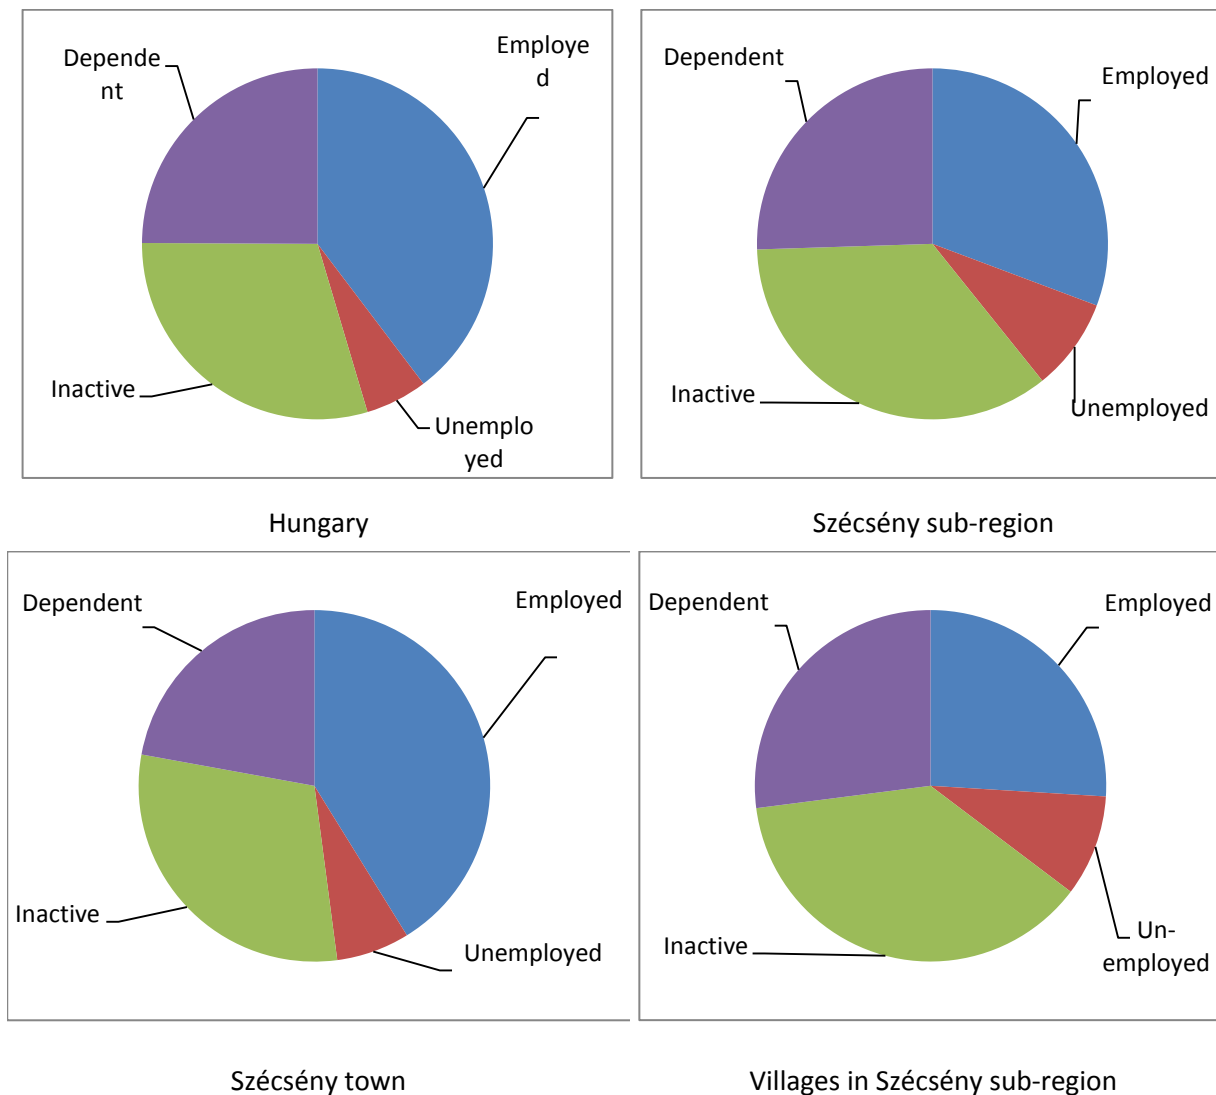 Depende
nt
Employe
d
Inactive
Unemplo
yed
Hungary
Dependent
Employed
Inactive
Unemployed
Szécsény sub-region
Dependent
Employed
Inactive
Unemployed
Szécsény town
Dependent
Employed
Inactive
Un-
employed
Villages in Szécsény sub-region